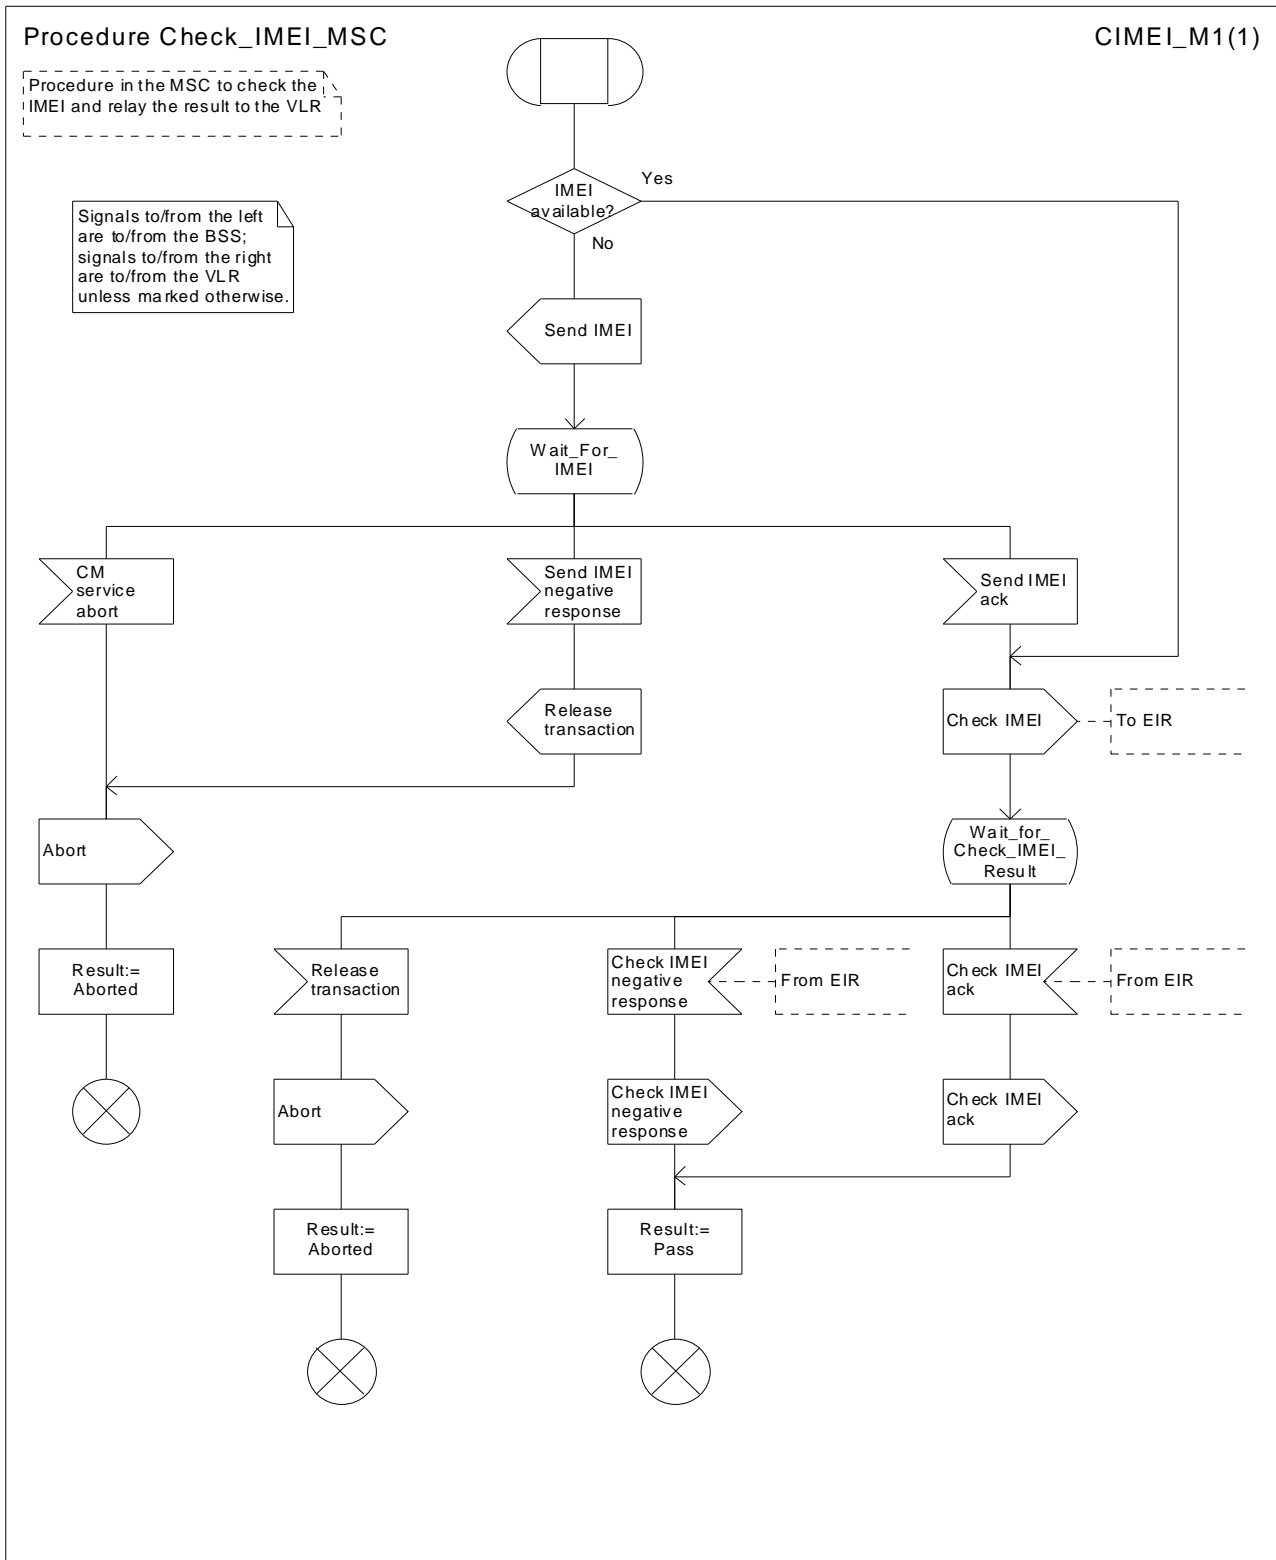 Procedure Check_IMEI_MSC
CIMEI_M1(1)
Procedure in the MSC to check the
IMEI and relay the result to the VLR
Signals to/from the left
are to/from the BSS;
signals to/from the right
are to/from the VLR
unless marked otherwise.
IMEI
available?
Yes
No
Send IMEI
Wait_For_
IMEI
CM
service
abort
Send IMEI
negative
response
Send IMEI
ack
Release
transaction
Check IMEI
To EIR
Abort
Wait_for_
Check_IMEI_
Result
Result:=
Aborted
Release
transaction
Check IMEI
negative
response
From EIR
Check IMEI
ack
From EIR
Abort
Check IMEI
negative
response
Check IMEI
ack
Result:=
Aborted
Result:=
Pass